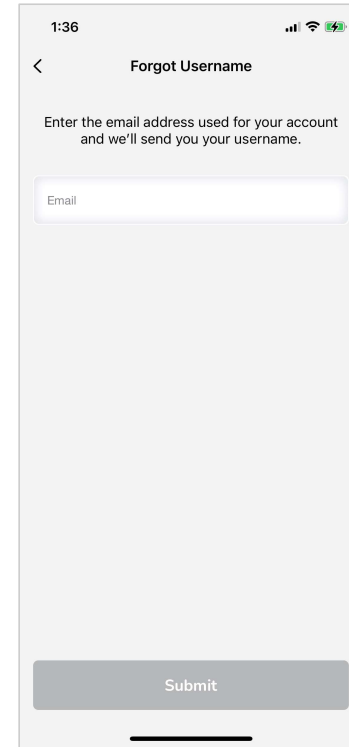 1:36
Forgot Username
Enter the email address used for your account
and we’ll send you your username.
Email
Submit